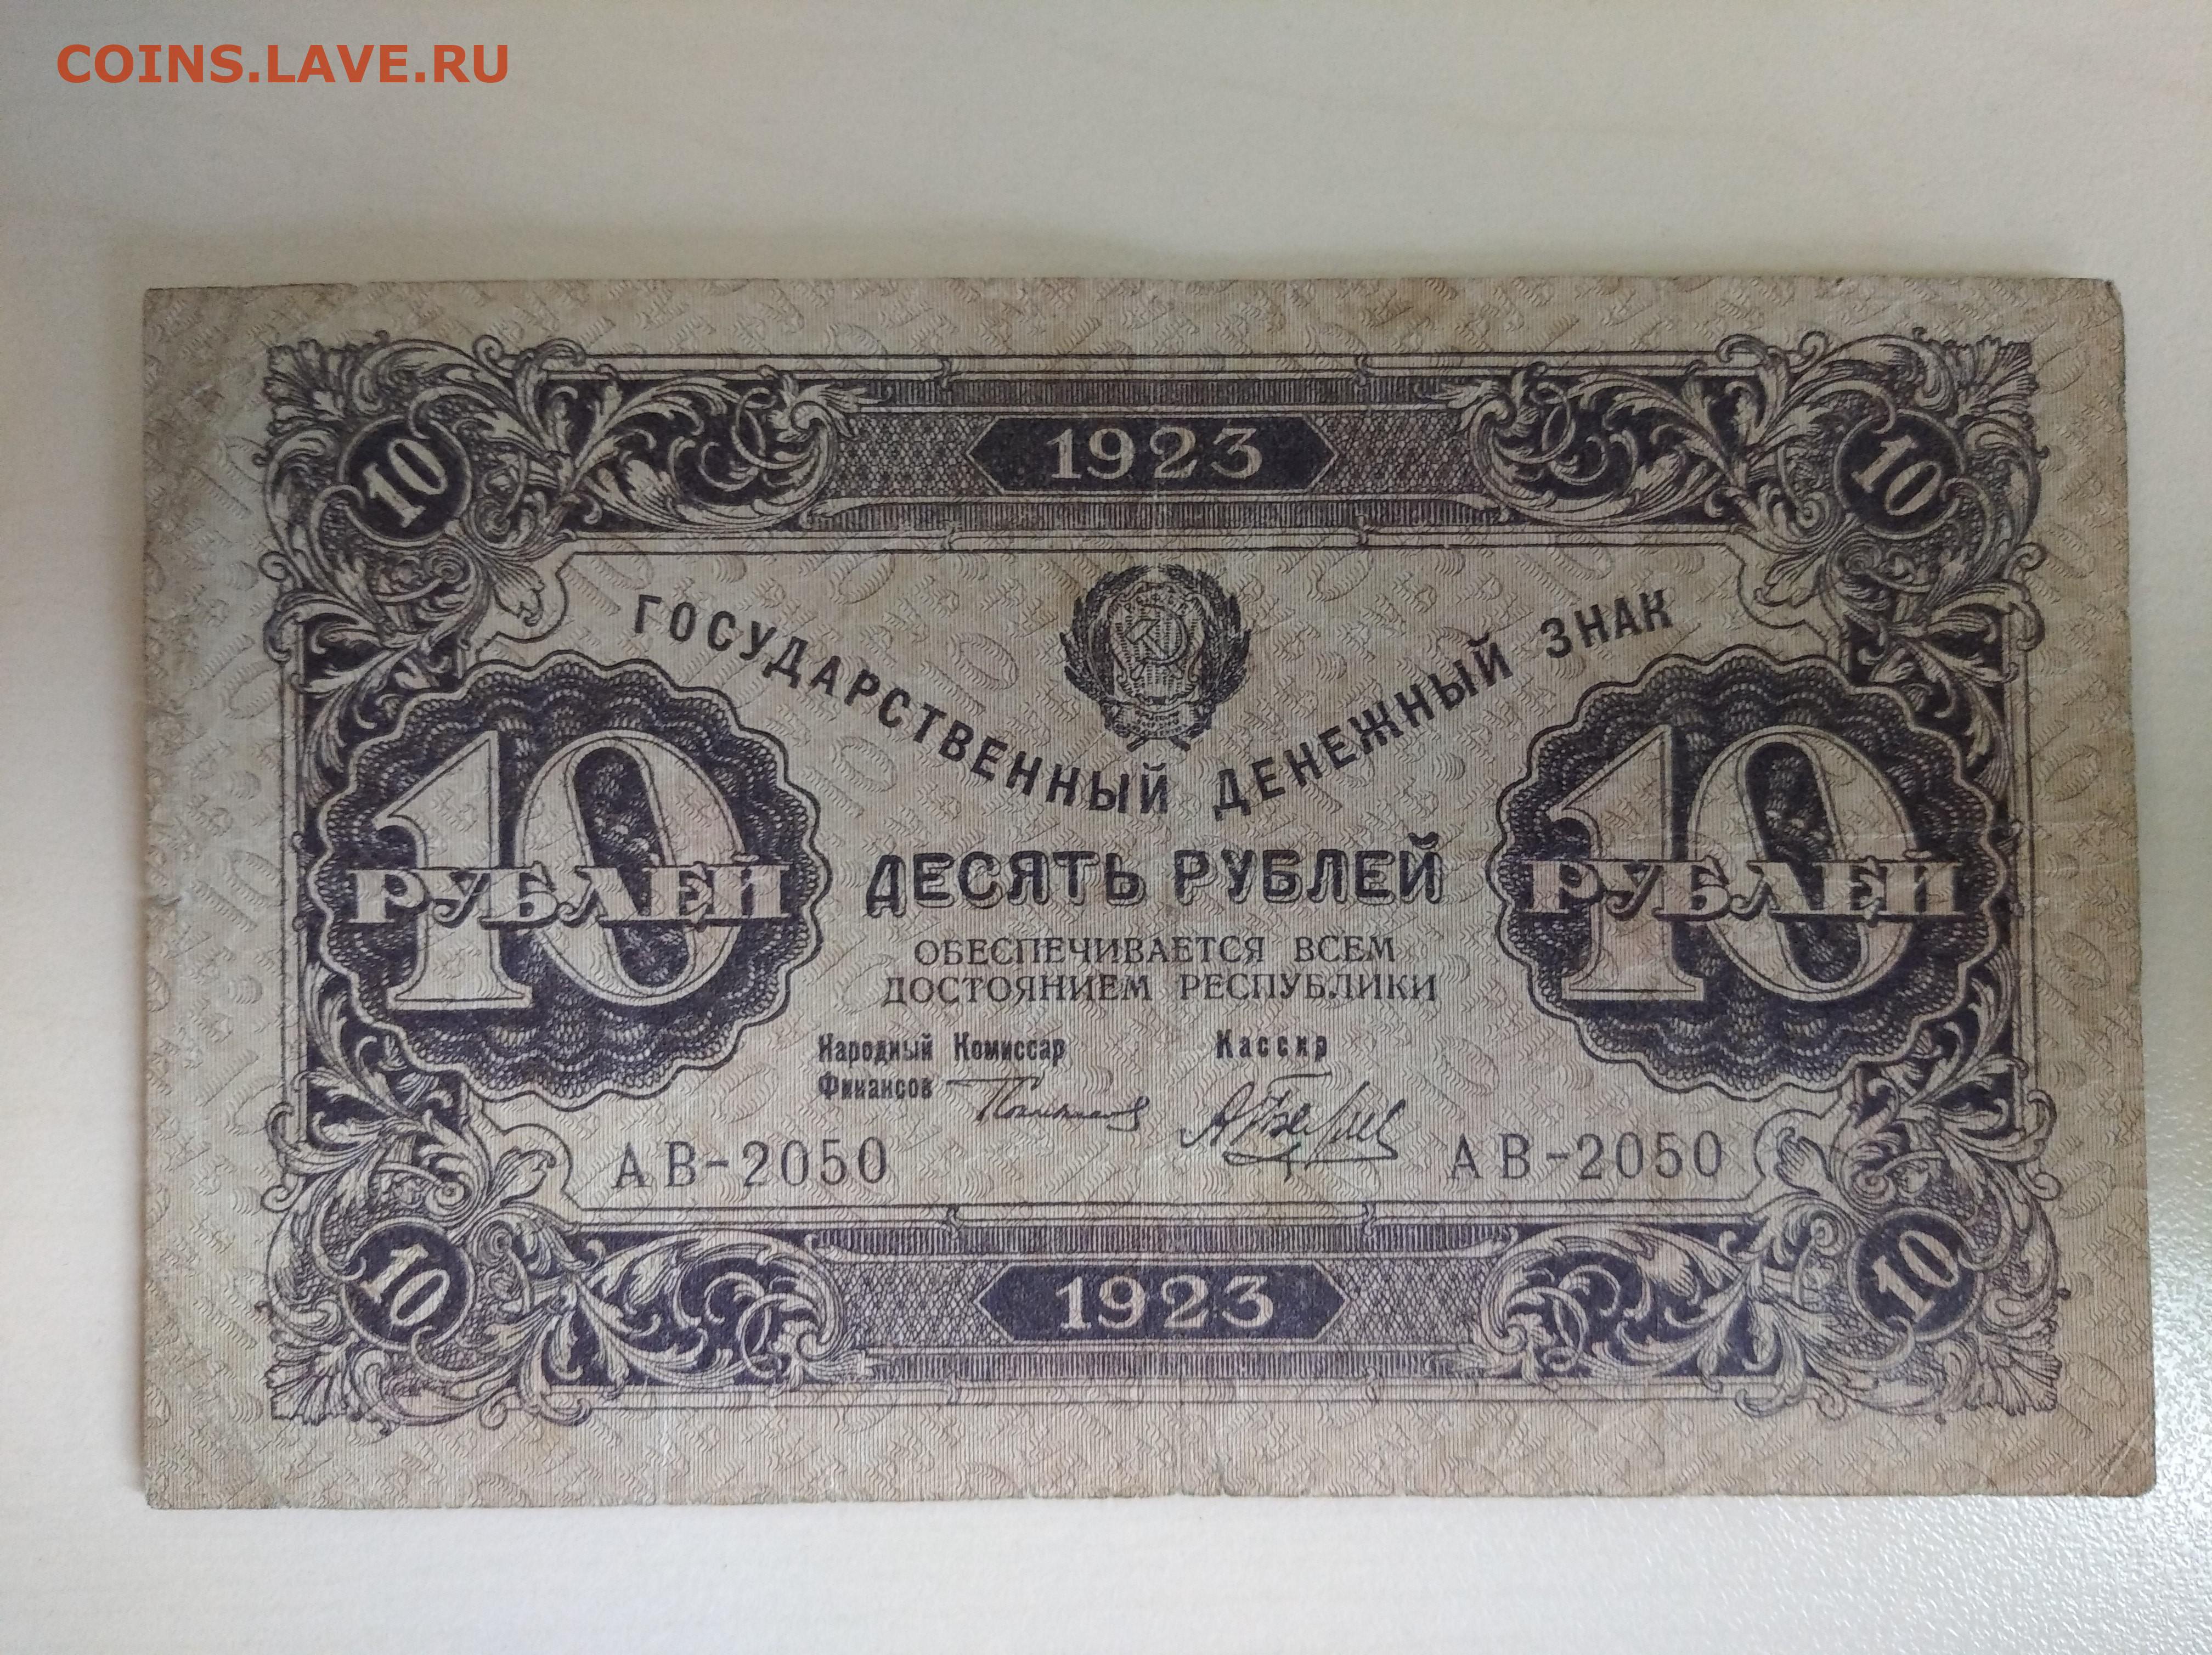 COINS.LAVE.RU
1923
10 10
ГОСУДАРСТВЕННЫЙ ДЕНЕЖНЫЙ ЗНАК
10 РУБЛЕЙ
ДЕСЯТЬ РУБЛЕЙ
10 РУБЛЕЙ
ОБЕСПЕЧИВАЕТСЯ ВСЕМ
ДОСТОЯНИЕМ РЕСПУБЛИКИ
Народный Комиссар
Финансов
Кассир
АВ-2050 АВ-2050
10 10
1923